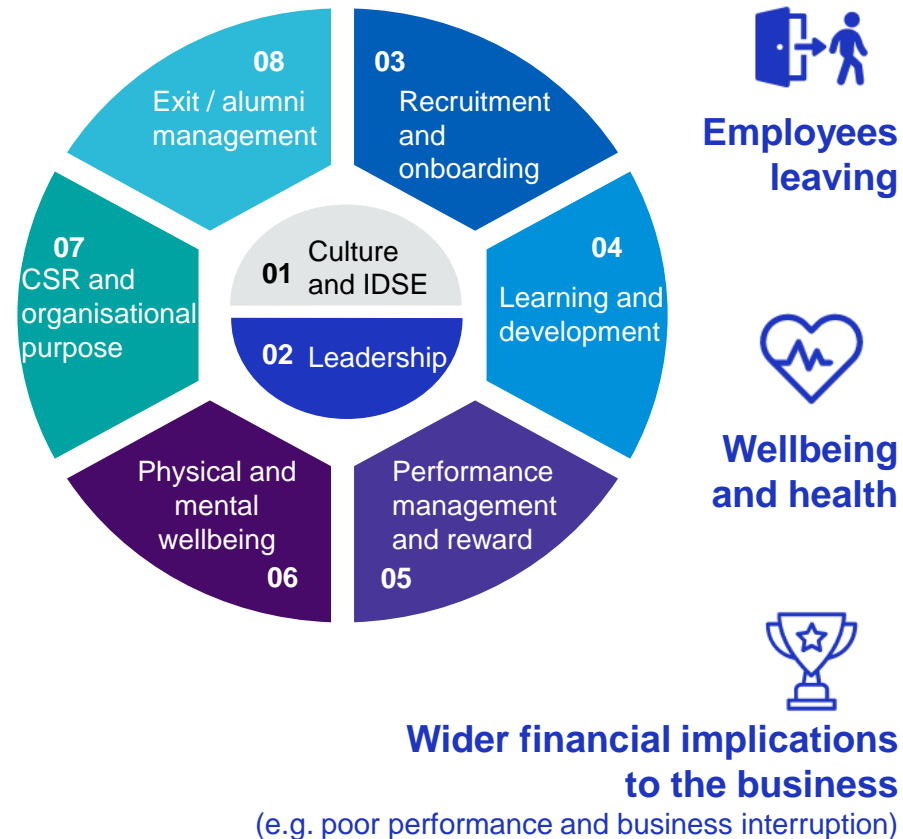 08
Exit / alumni
management
03
Recruitment
and
onboarding
07
CSR and
organisational
purpose
01 Culture
and IDSE
02 Leadership
04
Learning and
development
Physical and
mental
wellbeing
06
Performance
management
and reward
05
Employees
leaving
Wellbeing
and health
Wider financial implications
to the business
(e.g. poor performance and business interruption)